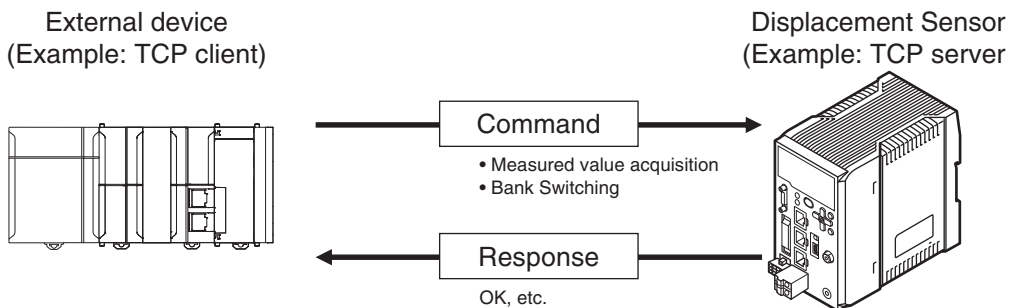 External device
(Example: TCP client)
Displacement Sensor
(Example: TCP server
Command
• Measured value acquisition
• Bank Switching
Response
OK, etc.